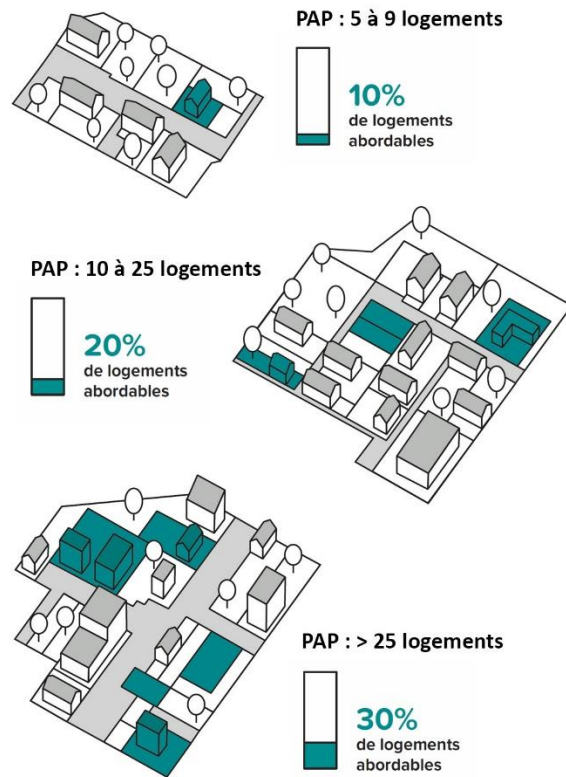 PAP : 5 à 9 logements
10%
de logements
abordables
PAP : 10 à 25 logements
20%
de logements
abordables
PAP : > 25 logements
30%
de logements
abordables